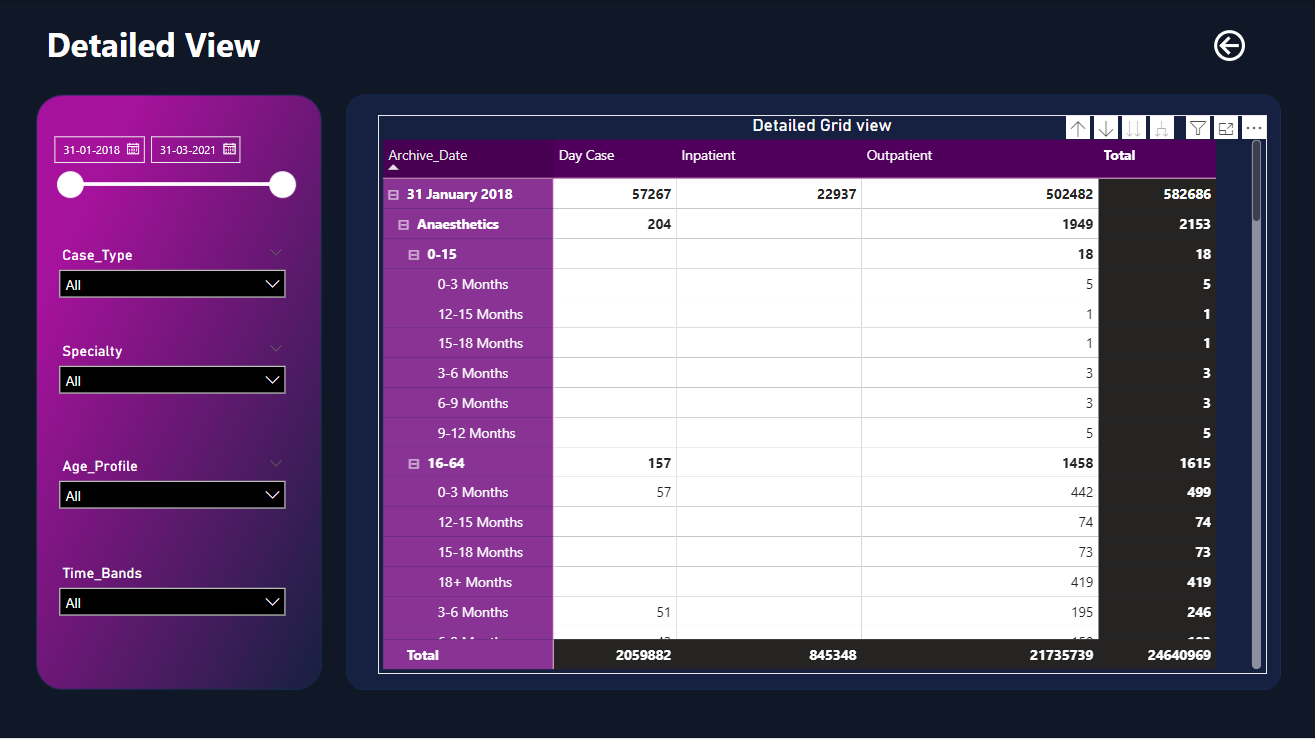 Detailed View
31-01-2018 31-03-2021
Case_Type
All
Specialty
All
Age_Profile
All
Time_Bands
All
Detailed Grid view
Archive_Date Day Case Inpatient Outpatient Total
31 January 2018 57267 22937 502482 582686
Anaesthetics 204 1949 2153
0-15 18 18
0-3 Months 5 5
12-15 Months 1 1
15-18 Months 1 1
3-6 Months 3 3
6-9 Months 3 3
9-12 Months 5 5
16-64 157 1458 1615
0-3 Months 57 442 499
12-15 Months 74 74
15-18 Months 73 73
18+ Months 419 419
3-6 Months 51 195 246
Total 2059882 845348 21735739 24640969